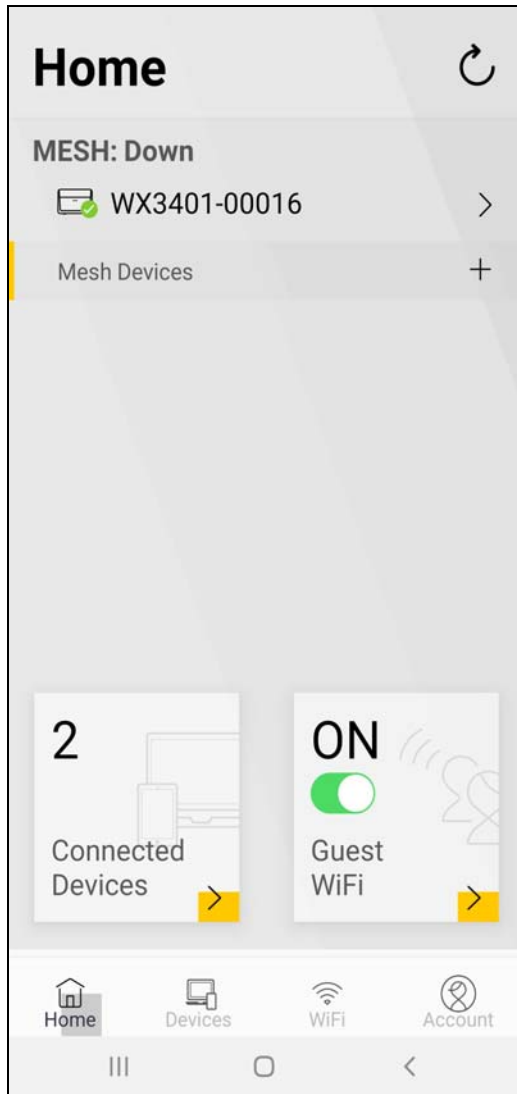 Home
MESH: Down
WX3401-00016
Mesh Devices
2
Connected
Devices
ON
Guest
WiFi
Home
Devices
WiFi
Account